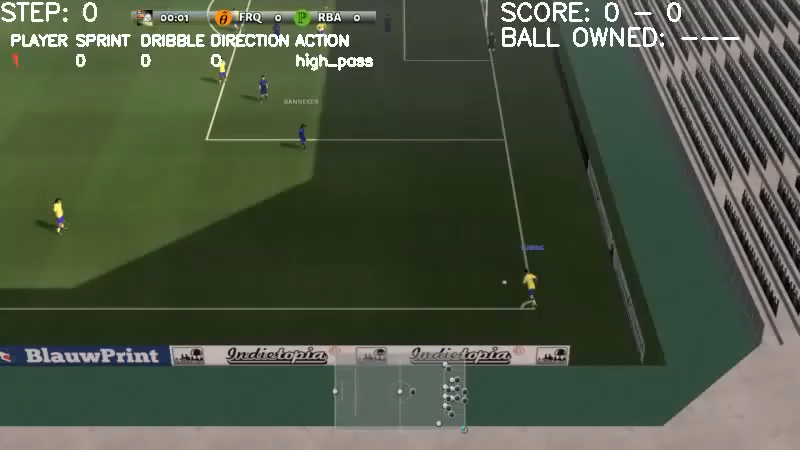 STEP: 0
00:01 FRQ 0 RBA 0
SCORE: 0 - 0
BALL OWNED: ---
PLAYER SPRINT DRIBBLE DIRECTION ACTION
1 0 0 0 high_pass
BANNEKER
BlauwPrint Indietopia Indietopia